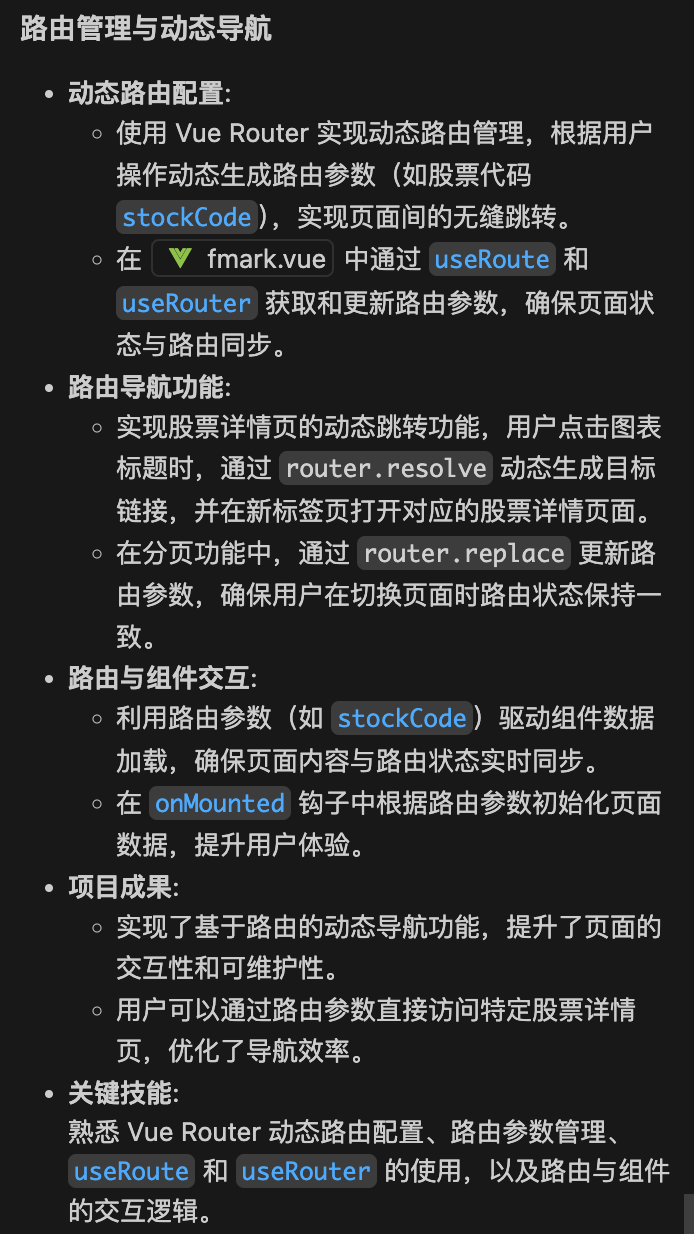 路由管理与动态导航
• 动态路由配置:
◦ 使用 Vue Router 实现动态路由管理，根据用户
操作动态生成路由参数（如股票代码
stockCode），实现页面间的无缝跳转。
◦ 在 fmark.vue 中通过 useRoute 和
useRouter 获取和更新路由参数，确保页面状
态与路由同步。
• 路由导航功能:
◦ 实现股票详情页的动态跳转功能，用户点击图表
标题时，通过 router.resolve 动态生成目标
链接，并在新标签页打开对应的股票详情页面。
◦ 在分页功能中，通过 router.replace 更新路
由参数，确保用户在切换页面时路由状态保持一
致。
• 路由与组件交互:
◦ 利用路由参数（如 stockCode）驱动组件数据
加载，确保页面内容与路由状态实时同步。
◦ 在 onMounted 钩子中根据路由参数初始化页面
数据，提升用户体验。
• 项目成果:
◦ 实现了基于路由的动态导航功能，提升了页面的
交互性和可维护性。
◦ 用户可以通过路由参数直接访问特定股票详情
页，优化了导航效率。
• 关键技能:
熟悉 Vue Router 动态路由配置、路由参数管理、
useRoute 和 useRouter 的使用，以及路由与组件
的交互逻辑。